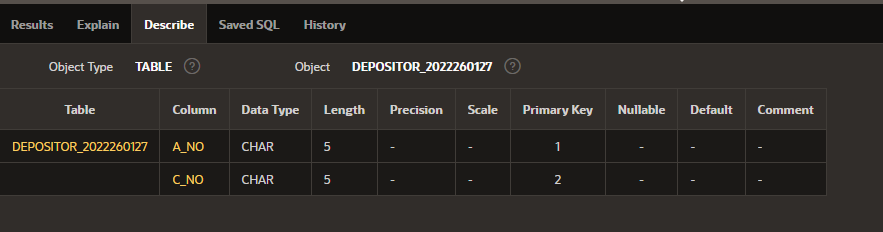 Results Explain Describe Saved SQL History
Object Type TABLE ? Object DEPOSITOR_2022260127 ?
Table Column Data Type Length Precision Scale Primary Key Nullable Default Comment
DEPOSITOR_2022260127 A_NO CHAR 5 - - 1 - - -
C_NO CHAR 5 - - 2 - - -